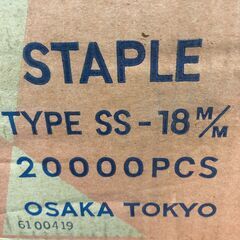 STAPLE
TYPE SS-18 M/M
20000PCS
OSAKA TOKYO
6100419